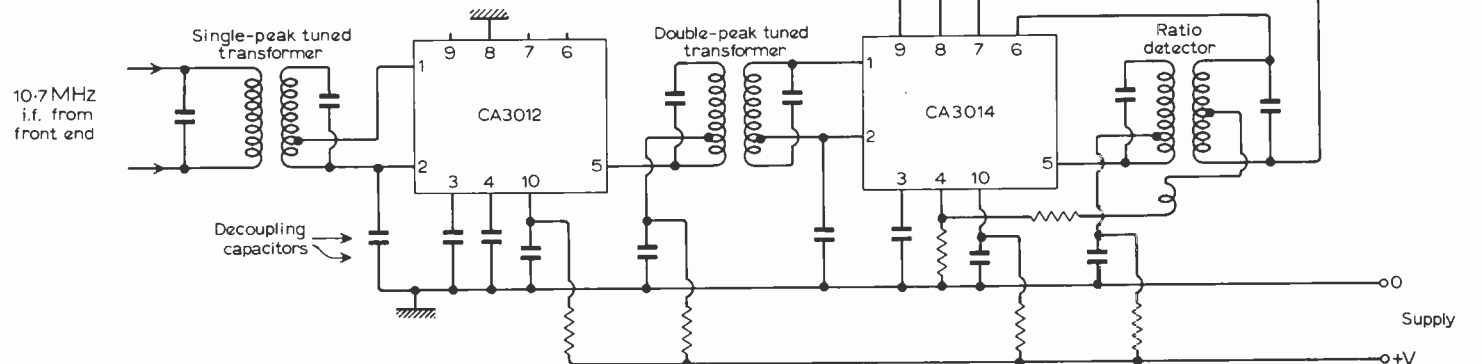 Single-peak tuned
transformer
10·7 MHz
i.f. from
front end
9 8 7 6
1
CA3012
2
5
3 4 10
Decoupling
capacitors
Double-peak tuned
transformer
9 8 7 6
1
CA3014
2
5
3 4 10
Ratio
detector
0
Supply
+V